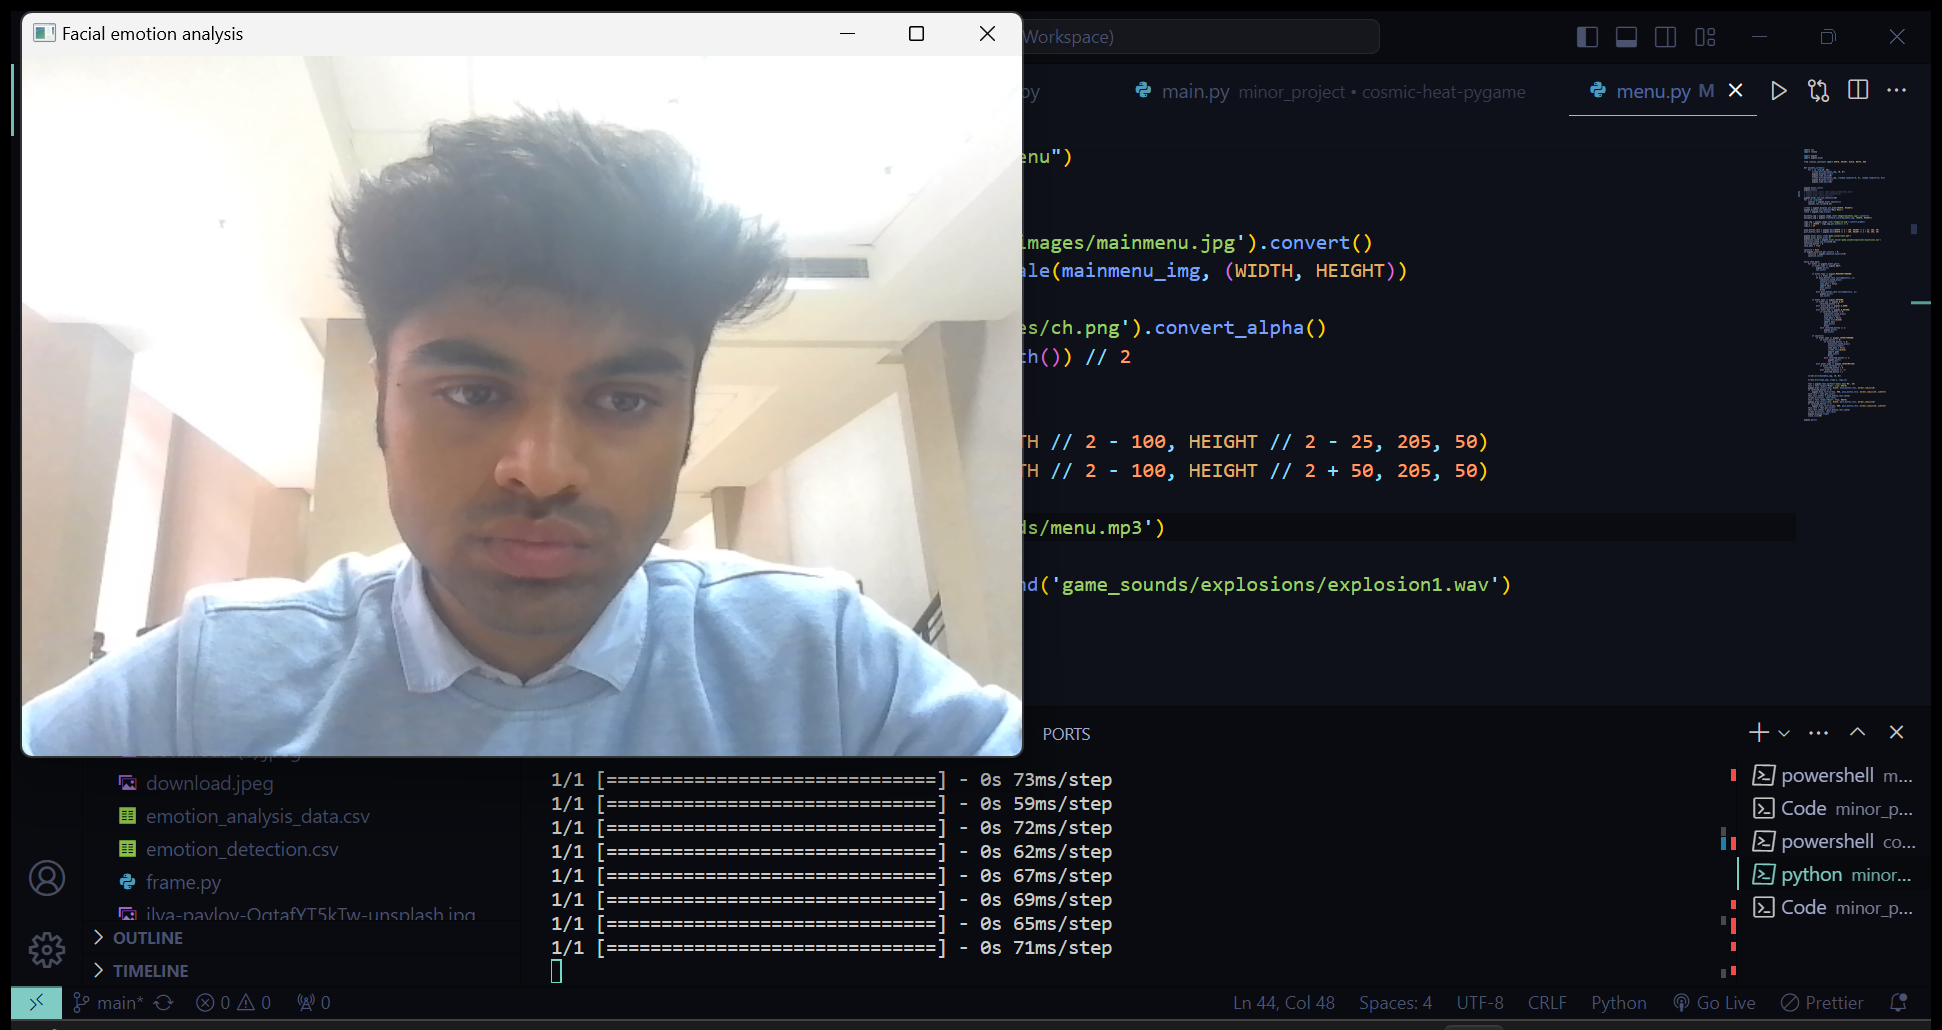 Facial emotion analysis
Workspace)
py
main.py minor_project • cosmic-heat-pygame
menu.py M
enu")
images/mainmenu.jpg').convert()
ale(mainmenu_img, (WIDTH, HEIGHT))
es/ch.png').convert_alpha()
th()) // 2
TH // 2 - 100, HEIGHT // 2 - 25, 205, 50)
TH // 2 - 100, HEIGHT // 2 + 50, 205, 50)
ds/menu.mp3')
nd('game_sounds/explosions/explosion1.wav')
PORTS
download.jpeg
emotion_analysis_data.csv
emotion_detection.csv
frame.py
ilya-pavlov-OqtafYT5kTw-unsplash.jpg
OUTLINE
TIMELINE
1/1 [==============================] - 0s 73ms/step
1/1 [==============================] - 0s 59ms/step
1/1 [==============================] - 0s 72ms/step
1/1 [==============================] - 0s 62ms/step
1/1 [==============================] - 0s 67ms/step
1/1 [==============================] - 0s 69ms/step
1/1 [==============================] - 0s 65ms/step
1/1 [==============================] - 0s 71ms/step
powershell m...
Code minor_p...
powershell co...
python minor...
Code minor_p...
main* 0 0 0
Ln 44, Col 48 Spaces: 4 UTF-8 CRLF Python Go Live Prettier